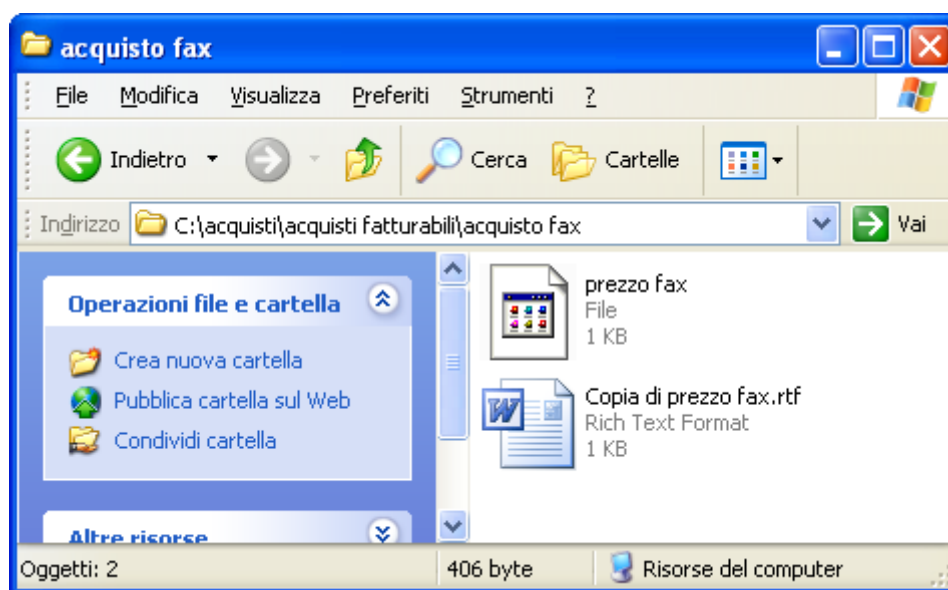 acquisto fax
File Modifica Visualizza Preferiti Strumenti ?
Indietro Cerca Cartelle
Indirizzo C:\acquisti\acquisti fatturabili\acquisto fax Vai
Operazioni file e cartella
Crea nuova cartella
Pubblica cartella sul Web
Condividi cartella
Altre risorse
prezzo fax
File
1 KB
Copia di prezzo fax.rtf
Rich Text Format
1 KB
Oggetti: 2 406 byte Risorse del computer